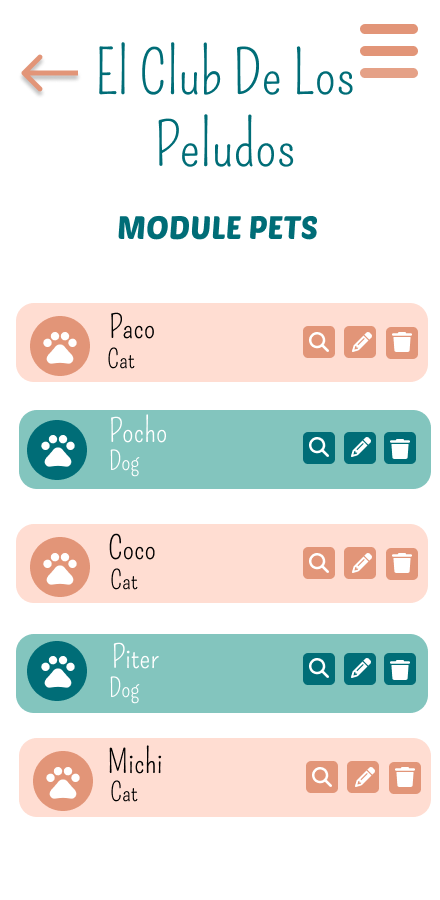 El Club De Los
Peludos
MODULE PETS
Paco
Cat
Pocho
Dog
Coco
Cat
Piter
Dog
Michi
Cat